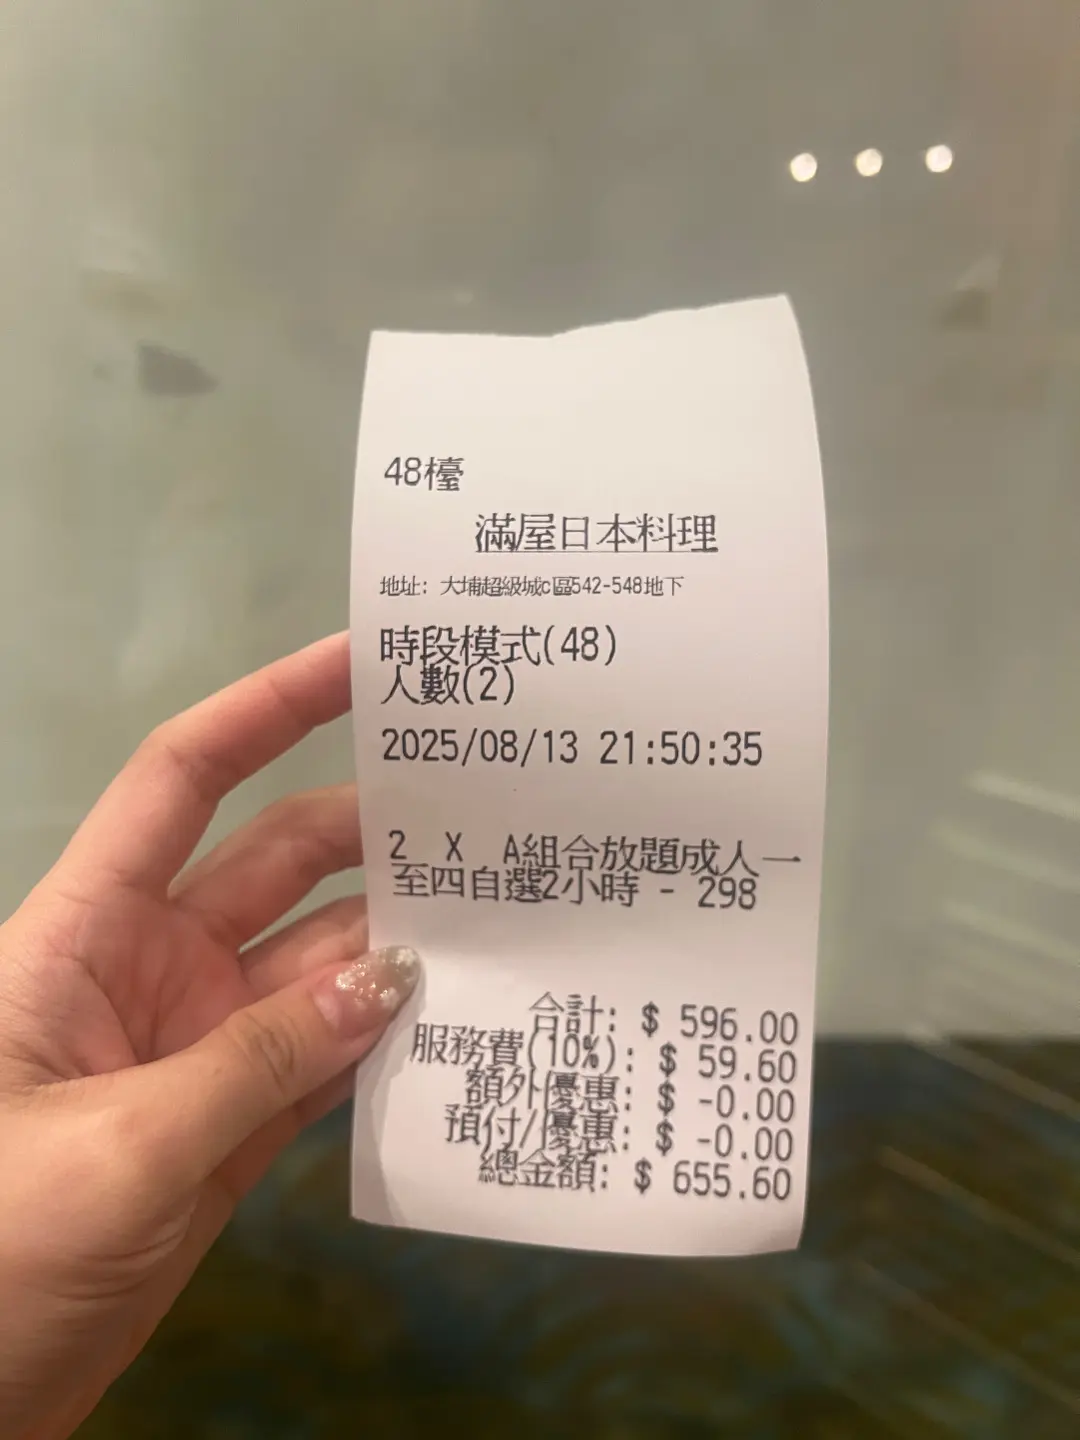 48檯
滿屋日本料理
地址: 大埔超級城c區542-548地下
時段模式(48)
人數(2)
2025/08/13 21:50:35
2 X A組合放題成人一
至四自選2小時 - 298
合計: $ 596.00
服務費(10%): $ 59.60
額外優惠: $ -0.00
預付/優惠: $ -0.00
總金額: $ 655.60